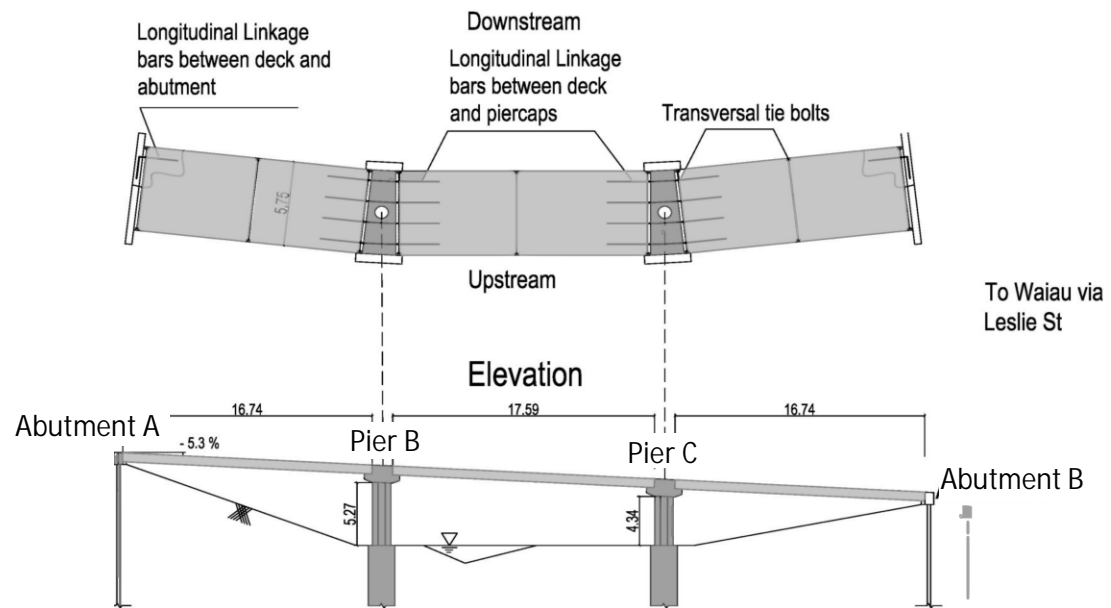 Downstream
Longitudinal Linkage
bars between deck and
abutment
Longitudinal Linkage
bars between deck
and piercaps
Transversal tie bolts
5.75
Upstream
To Waiau via
Leslie St
Elevation
16.74
17.59
16.74
Abutment A
- 5.3 %
Pier B
Pier C
Abutment B
5.27
4.34